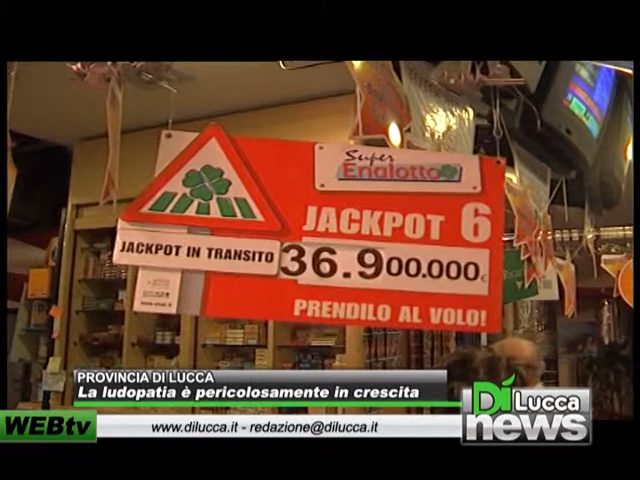 Super
Enalotto
JACKPOT 6
JACKPOT IN TRANSITO
36.900.000€
PRENDILO AL VOLO!
PROVINCIA DI LUCCA
La ludopatia è pericolosamente in crescita
Dì Lucca
news
WEBtv
www.dilucca.it - redazione@dilucca.it